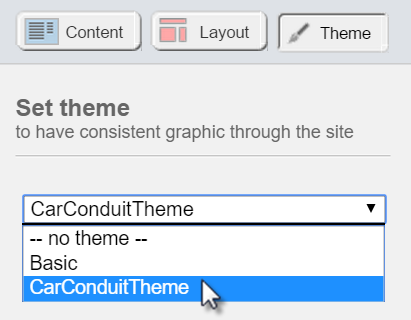 Content Layout Theme
Set theme
to have consistent graphic through the site
CarConduitTheme
-- no theme --
Basic
CarConduitTheme